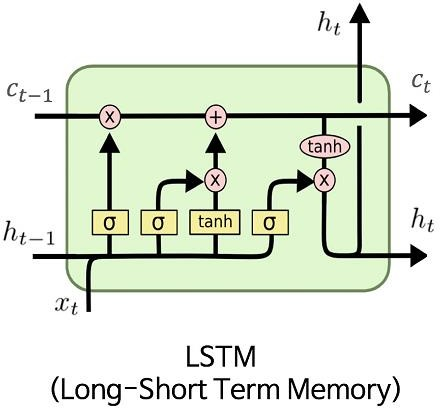 h_t
c_{t-1}
c_t
x
+
tanh
x
x
σ
σ
tanh
σ
h_{t-1}
h_t
x_t
LSTM
(Long-Short Term Memory)